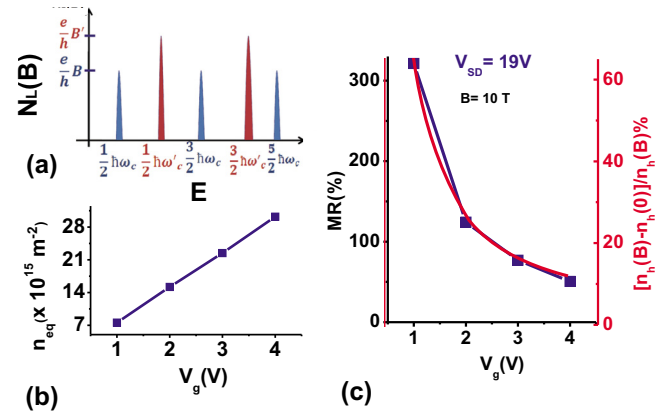 e/h B′
e/h B
N_L(B)
1/2 ħω_c 1/2 ħω′_c 3/2 ħω_c 3/2 ħω′_c 5/2 ħω_c
(a)
E
28
21
14
7
n_eq(x 10^15 m^-2)
1 2 3 4
V_g(V)
(b)
V_SD= 19V
B= 10 T
300
200
100
0
MR(%)
60
40
20
0
[n_h(B)-n_h(0)]/n_h(B)%
1 2 3 4
V_g(V)
(c)